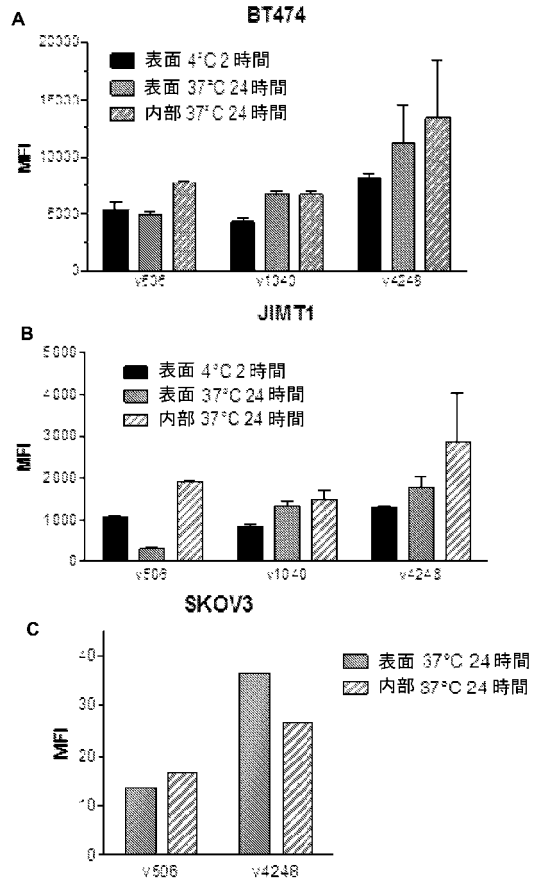 A
BT474
20000
15000
10000
5000
0
MFI
表面 4°C 2 時間
表面 37°C 24 時間
内部 37°C 24 時間
v506 v1040 v4248
JIMT1
B
5000
4000
3000
2000
1000
0
MFI
表面 4°C 2 時間
表面 37°C 24 時間
内部 37°C 24 時間
v506 v1040 v4248
SKOV3
C
40
30
20
10
0
MFI
表面 37°C 24 時間
内部 37°C 24 時間
v506 v4248